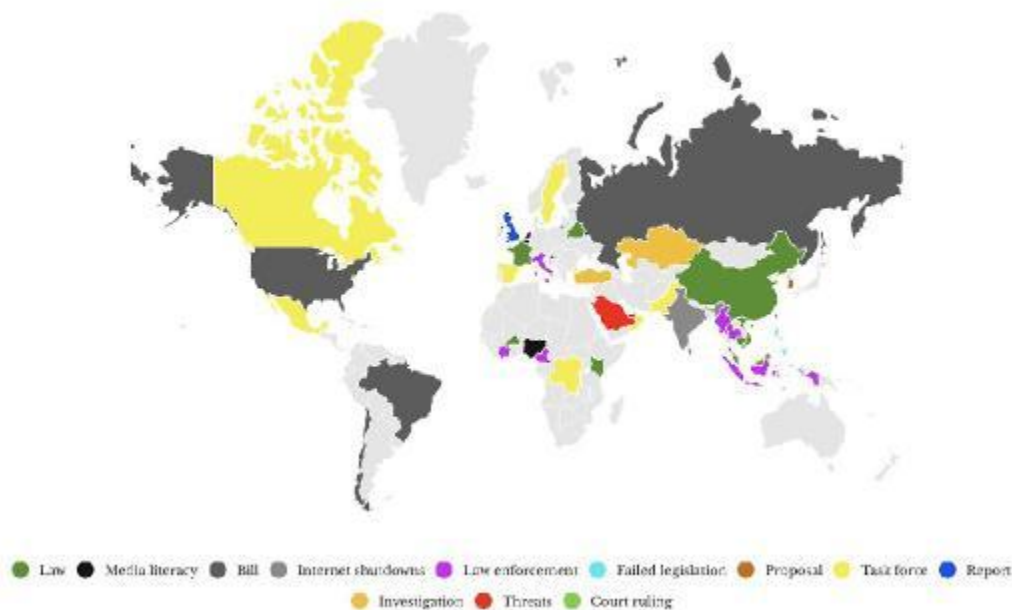 Law Media literacy Bill Internet shutdowns Law enforcement Failed legislation Proposal Task force Report
Investigation Threats Court ruling